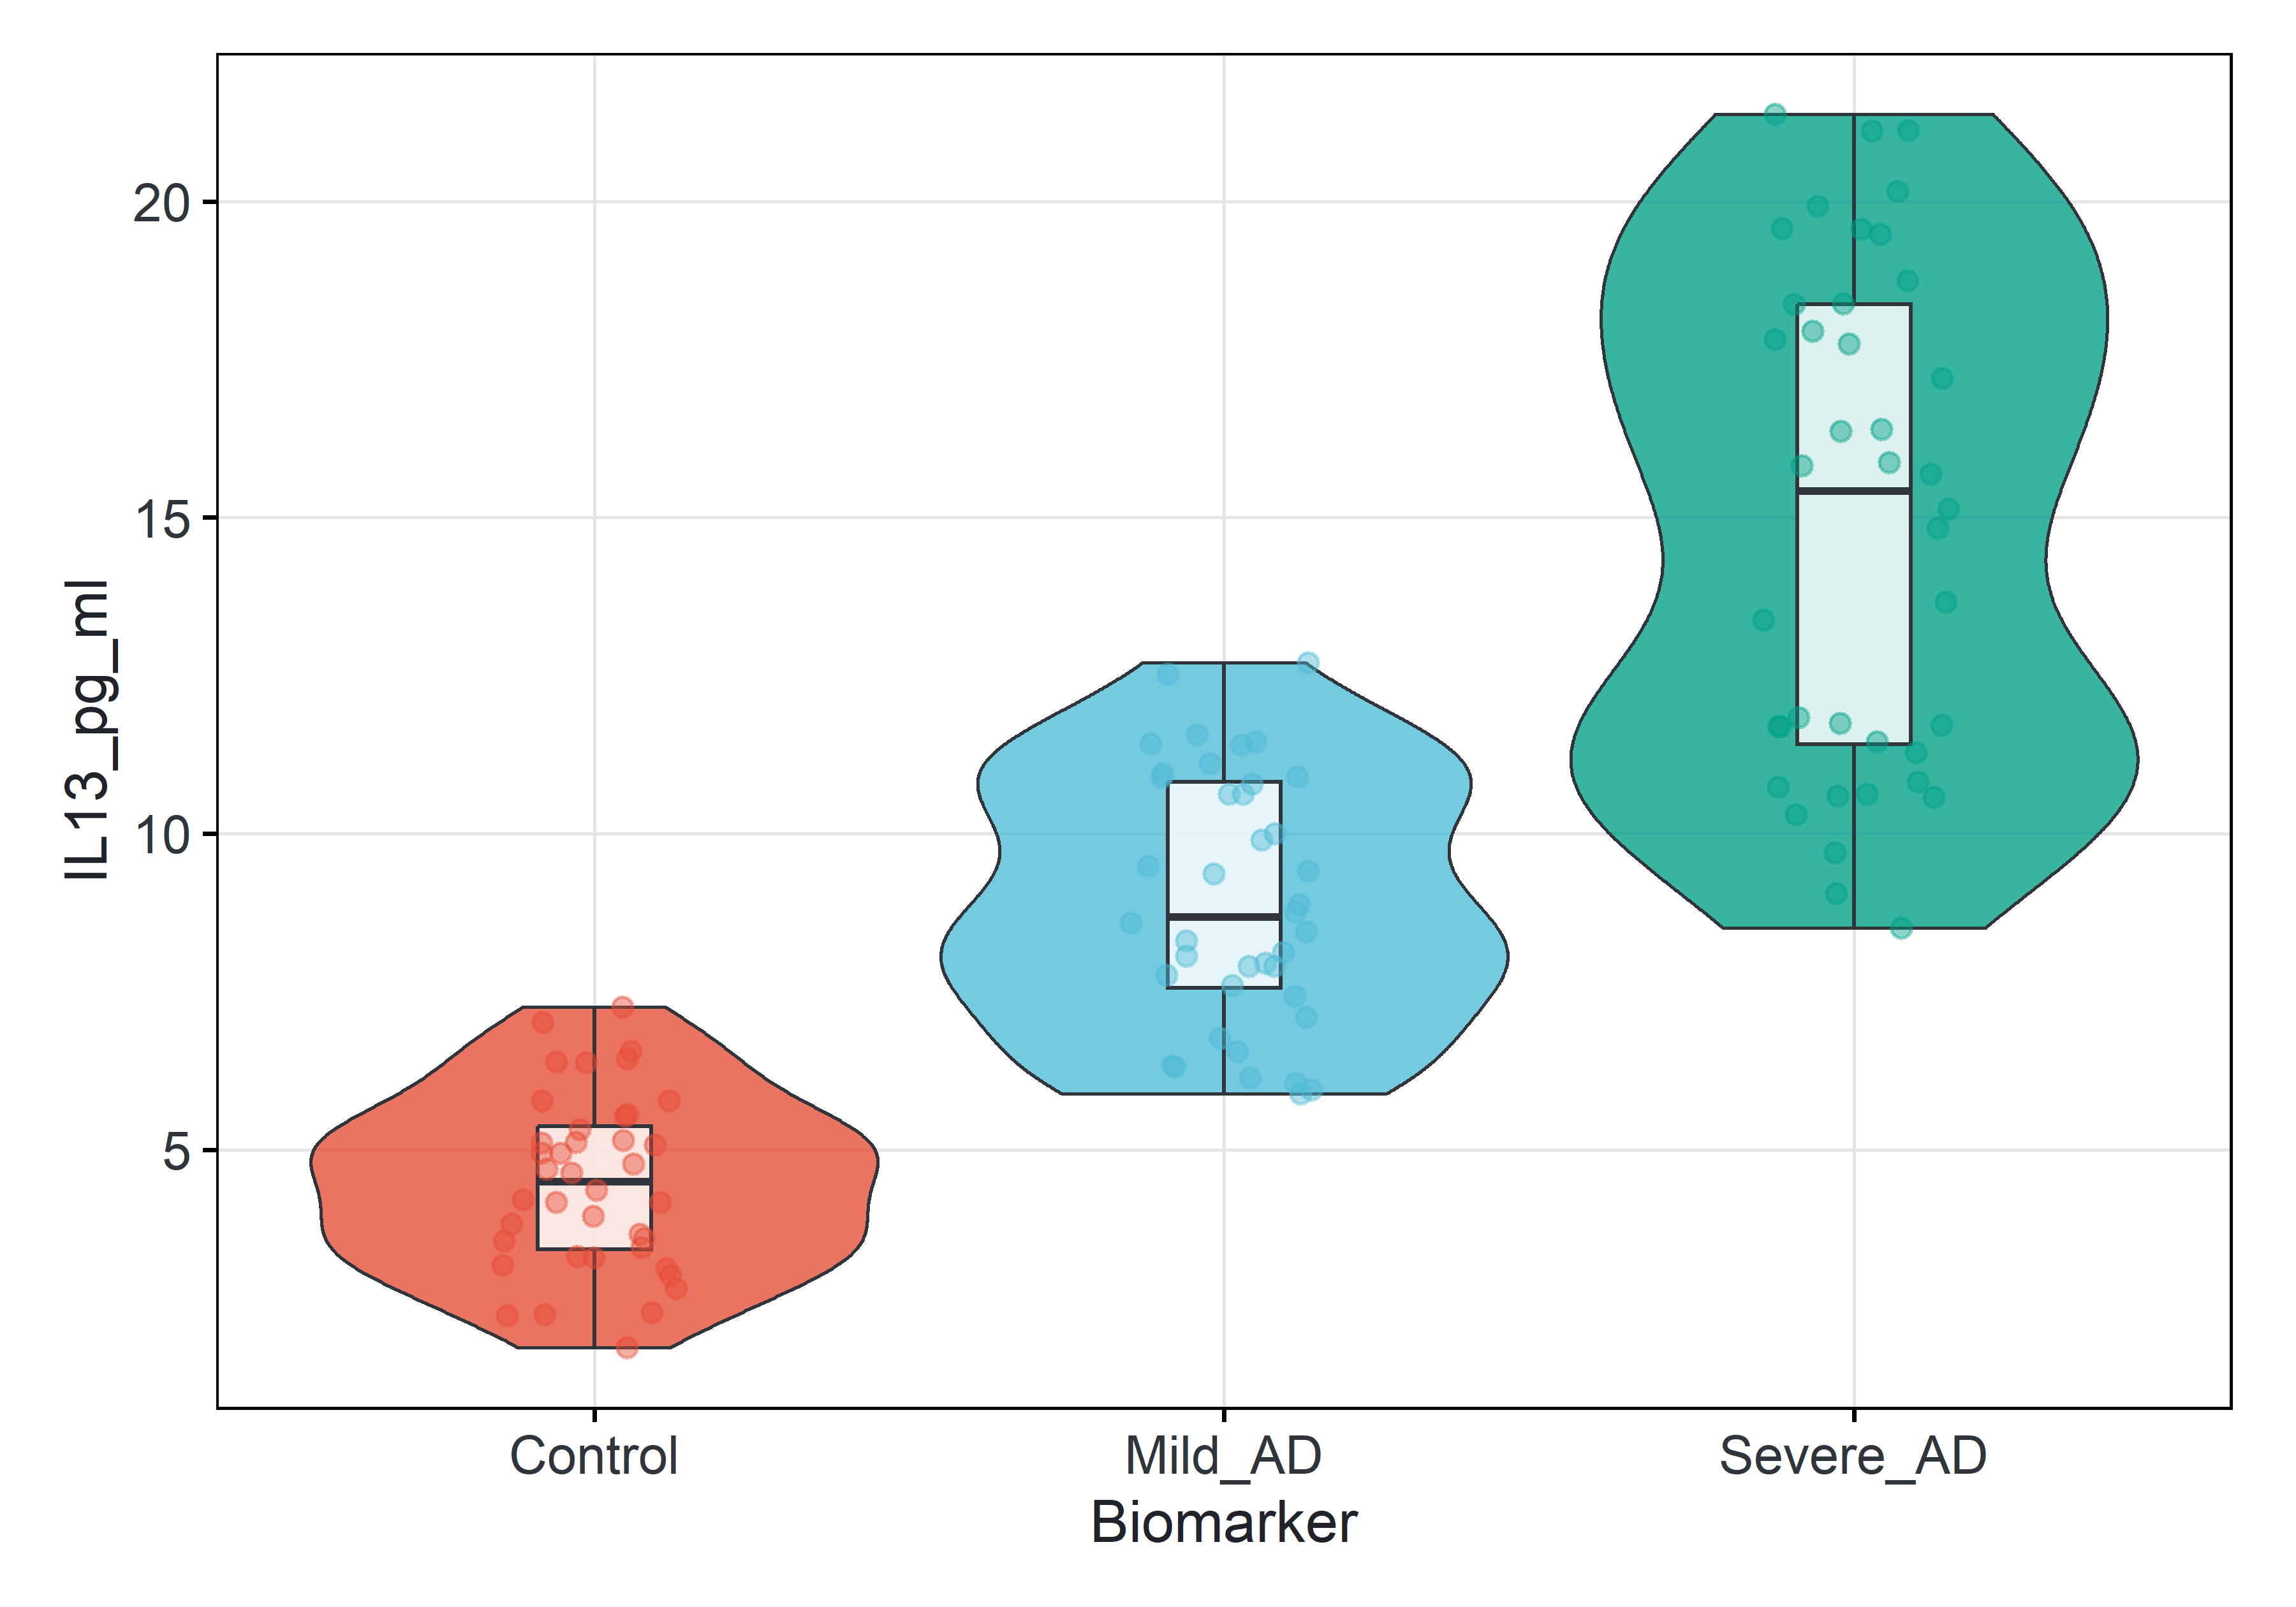 IL13_pg_ml
20
15
10
5
Control
Mild_AD
Severe_AD
Biomarker